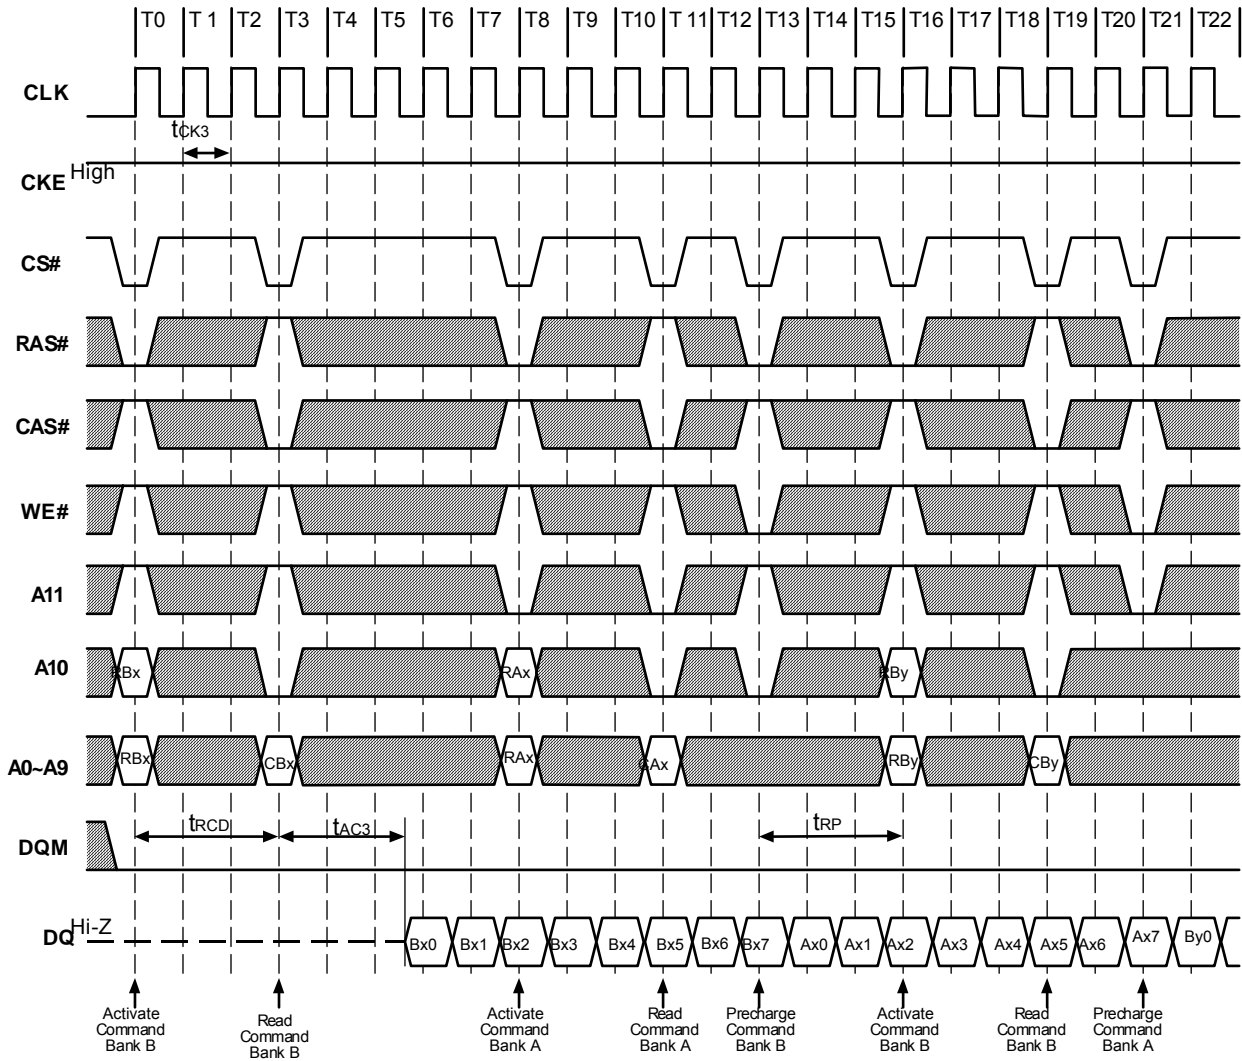 T0 T 1 T2 T3 T4 T5 T6 T7 T8 T9 T10 T 11 T12 T13 T14 T15 T16 T17 T18 T19 T20 T21 T22
CLK
tCK3
High
CKE
CS#
RAS#
CAS#
WE#
A11
A10 RBx RAx RBy
A0~A9 RBx CBx RAx CAx RBy CBy
tRCD tAC3 tRP
DQM
Hi-Z
DQ Bx0 Bx1 Bx2 Bx3 Bx4 Bx5 Bx6 Bx7 Ax0 Ax1 Ax2 Ax3 Ax4 Ax5 Ax6 Ax7 By0
Activate
Command
Bank B
Read
Command
Bank B
Activate
Command
Bank A
Read
Command
Bank A
Precharge
Command
Bank B
Activate
Command
Bank B
Read
Command
Bank B
Precharge
Command
Bank A